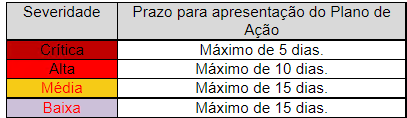 Severidade Prazo para apresentação do Plano de
Ação
Crítica Máximo de 5 dias.
Alta Máximo de 10 dias.
Média Máximo de 15 dias.
Baixa Máximo de 15 dias.